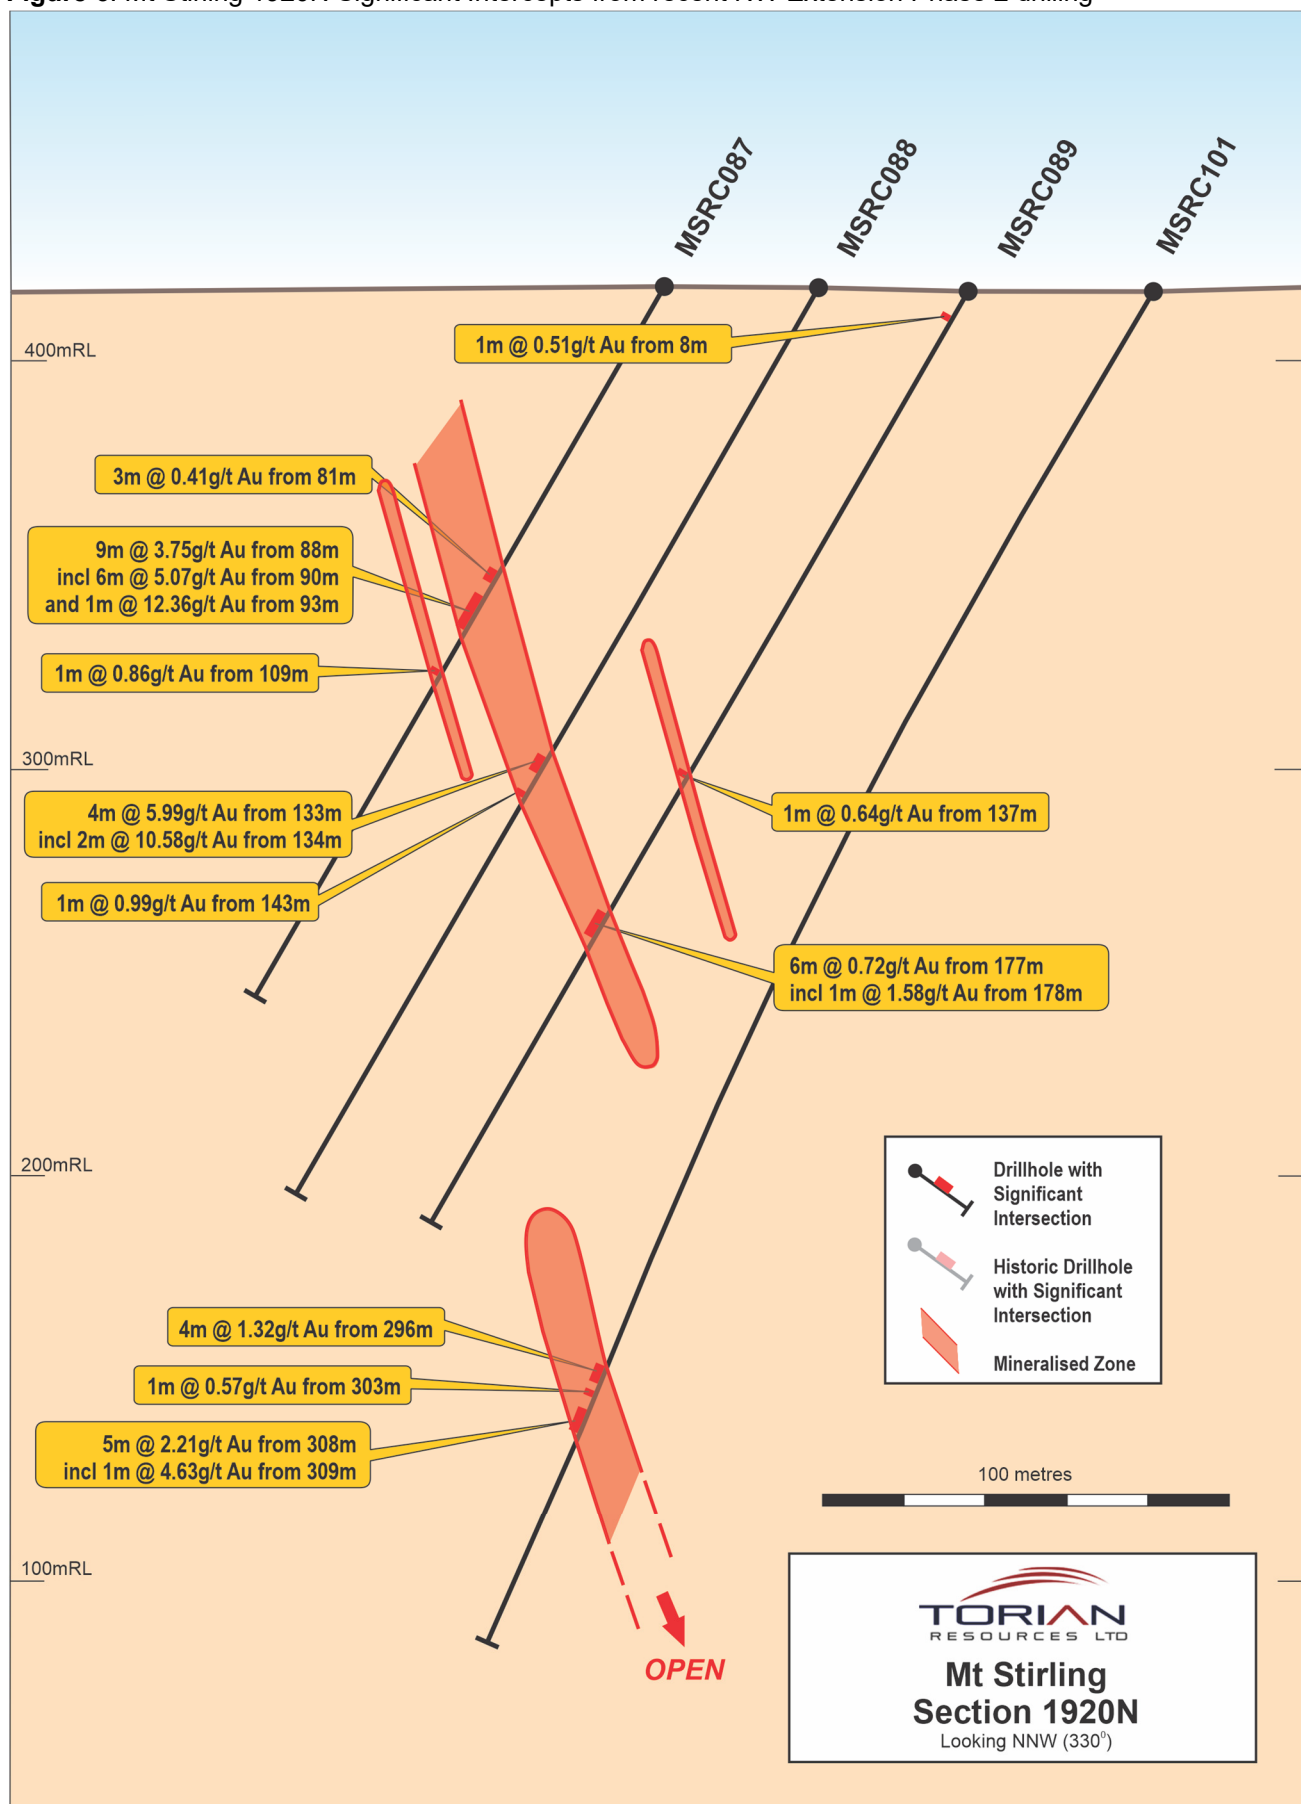 MSRC087
MSRC088
MSRC089
MSRC101
1m @ 0.51g/t Au from 8m
400mRL
3m @ 0.41g/t Au from 81m
9m @ 3.75g/t Au from 88m
incl 6m @ 5.07g/t Au from 90m
and 1m @ 12.36g/t Au from 93m
1m @ 0.86g/t Au from 109m
300mRL
4m @ 5.99g/t Au from 133m
incl 2m @ 10.58g/t Au from 134m
1m @ 0.64g/t Au from 137m
1m @ 0.99g/t Au from 143m
6m @ 0.72g/t Au from 177m
incl 1m @ 1.58g/t Au from 178m
200mRL
Drillhole with
Significant
Intersection
Historic Drillhole
with Significant
Intersection
Mineralised Zone
4m @ 1.32g/t Au from 296m
1m @ 0.57g/t Au from 303m
5m @ 2.21g/t Au from 308m
incl 1m @ 4.63g/t Au from 309m
100 metres
100mRL
OPEN
TORIAN
RESOURCES LTD
Mt Stirling
Section 1920N
Looking NNW (330⁰)